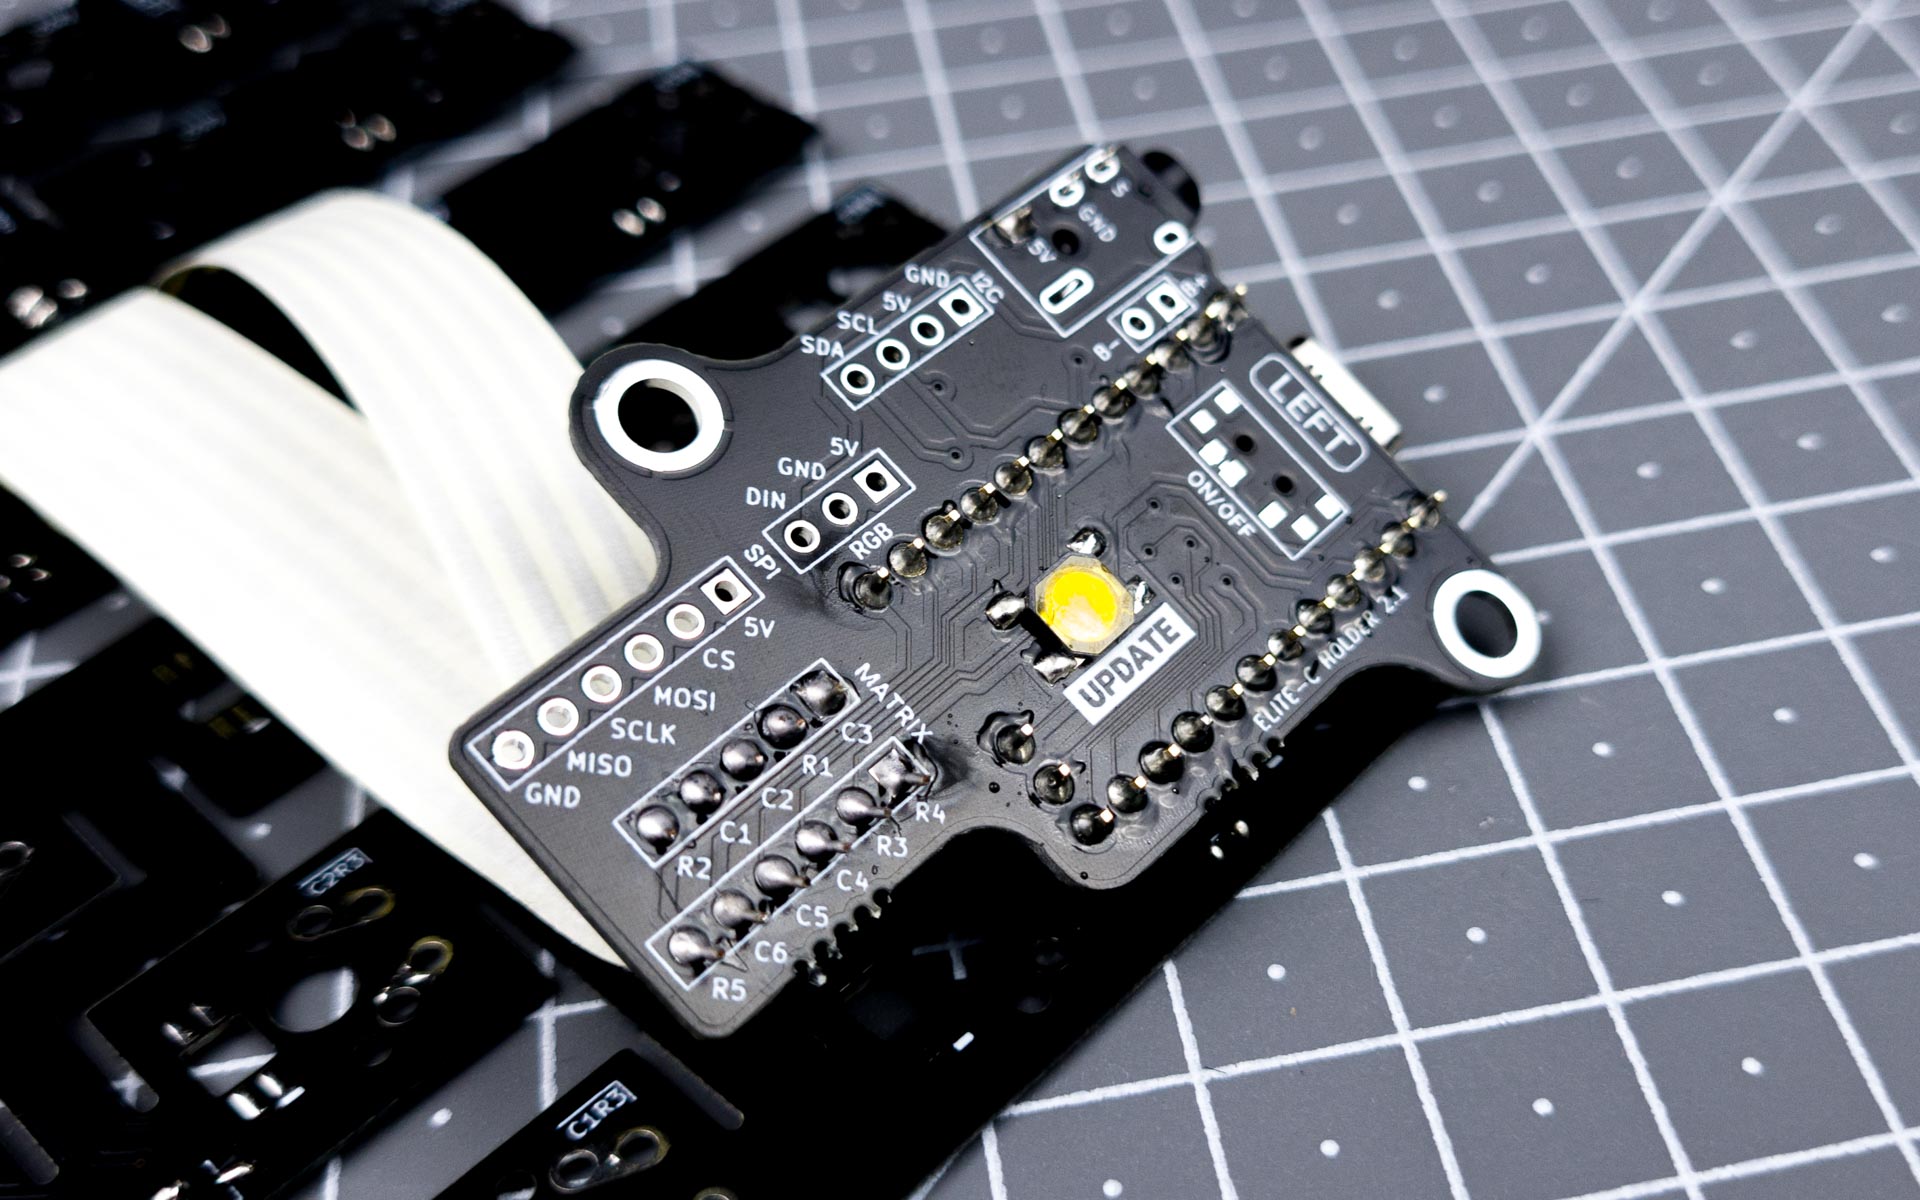 S
GND
5V
B+
B-
I2C
GND
5V
SCL
SDA
LEFT
ON/OFF
5V
GND
DIN
RGB
UPDATE
ELITE-C HOLDER 2.1
SPI
5V
CS
MOSI
SCLK
MISO
GND
MATRIX
C3
R1
C2
C1
R2
R4
R3
C4
C5
C6
R5
C2R3
C1R3